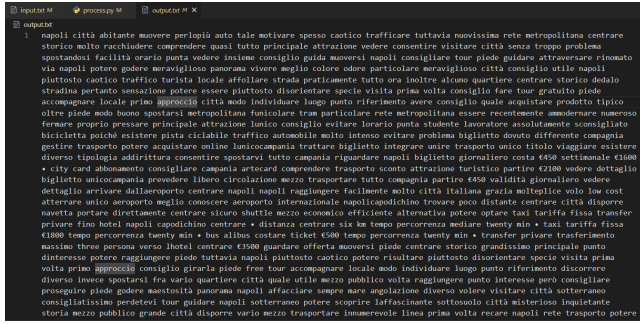 input.txt M process.py M output.txt M ×
output.txt
1 napoli città abitante muovere perlopiù auto tale motivare spesso caotico trafficare tuttavia nuovissima rete metropolitana centrare
storico molto racchiudere comprendere quasi tutto principale attrazione vedere consentire visitare città senza troppo problema
spostandosi facilità orario punta vedere insieme consiglio guida muoversi napoli consigliare tour piede guidare attraversare rinomato
via napoli potere godere meraviglioso panorama vivere meglio colore odore particolare meraviglioso città consiglio utile napoli
piuttosto caotico traffico turista locale affollare strada praticamente tutto ora inoltre alcuno quartiere centrare storico dedalo
stradina pertanto sensazione potere essere piuttosto disorientare specie visita prima volta consiglio fare tour gratuito piede
accompagnare locale primo approccio città modo individuare luogo punto riferimento avere consiglio quale acquistare prodotto tipico
oltre piede modo buono spostarsi metropolitana funicolare tram particolare rete metropolitana essere recentemente ammodernare numeroso
fermare proprio pressare principale attrazione lunico consiglio evitare lorario punta studente lavoratore assolutamente sconsigliato
bicicletta poiché esistere pista ciclabile traffico automobile molto intenso evitare problema biglietto dovuto differente compagnia
gestire trasporto potere acquistare online lunicocampania trattare biglietto integrare unire trasporto unico titolo viaggiare esistere
diverso tipologia addirittura consentire spostarvi tutto campania riguardare napoli biglietto giornaliero costa €450 settimanale €1600
• city card abbonamento consigliare campania artecard comprendere trasporto sconto attrazione turistico partire €2100 vedere dettaglio
biglietto unicocampania prevedere libero circolazione mezzo trasportare tutto compagnia partire €450 validità giornaliero vedere
dettaglio arrivare dallaeroporto centrare napoli napoli raggiungere facilmente molto città italiana grazia molteplice volo low cost
atterrare unico aeroporto meglio conoscere aeroporto internazionale napolicapodichino trovare poco distante centrare città disporre
navetta portare direttamente centrare sicuro shuttle mezzo economico efficiente alternativa potere optare taxi tariffa fissa transfer
privare fino hotel napoli capodichino centrare • distanza centrare six km tempo percorrenza mediare twenty min • taxi tariffa fissa
€1800 tempo percorrenza twenty min • bus alibus costare ticket €500 tempo percorrenza twenty min • transfer privare trasferimento
massimo three persona verso lhotel centrare €3500 guardare offerta muoversi piede centrare storico grandissimo principale punto
dinteresse potere raggiungere piede tuttavia napoli piuttosto caotico potere risultare piuttosto disorientare specie visita prima
volta primo approccio consiglio girarla piede free tour accompagnare locale modo individuare luogo punto riferimento discorrere
diverso invece spostarsi fra vario quartiere città quale utile mezzo pubblico volta raggiungere punto interesse però consigliare
proseguire piede godere maestosità panorama napoli affacciare sempre mare angolazione diverso volere visitare città sotterraneo
consigliatissimo perdetevi tour guidare napoli sotterraneo potere scoprire laffascinante sottosuolo città misterioso inquietante
storia mezzo pubblico grande città disporre vario mezzo trasportare innumerevole linea primo volta recare napoli rete trasporto potere